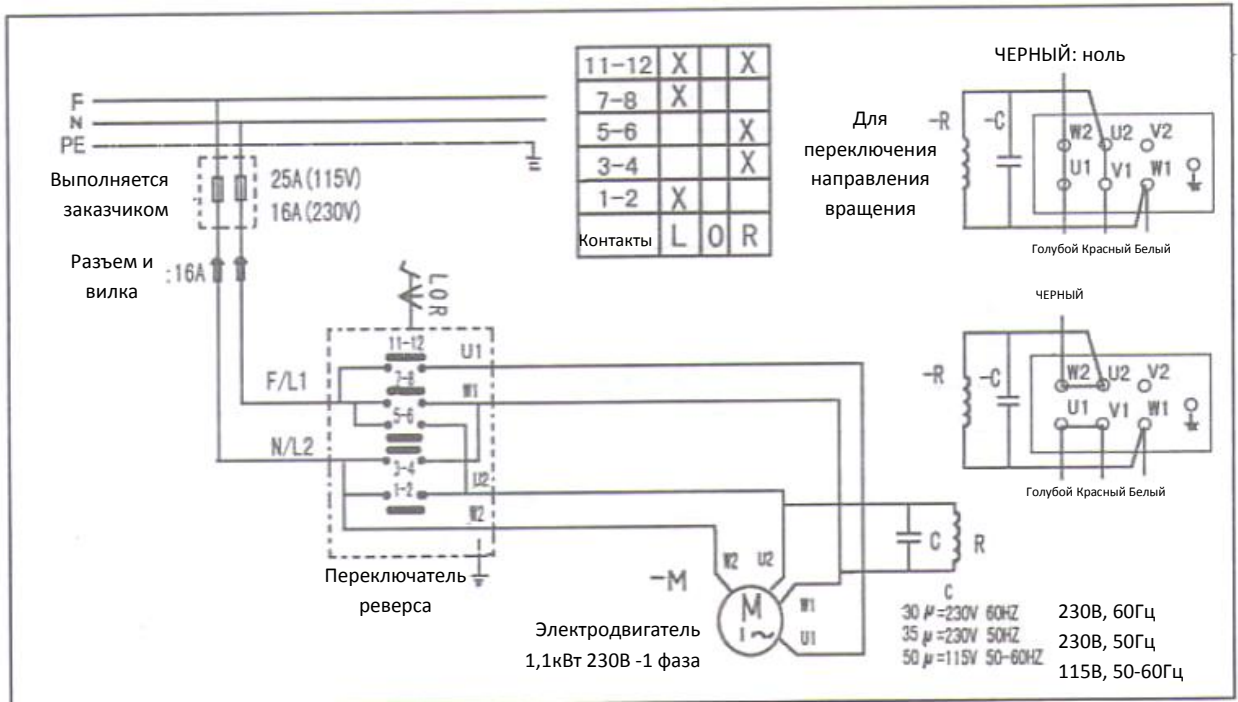 F
N
PE
Выполняется
заказчиком
25A(115V)
16A(230V)
Разъем и
вилка
:16A
11-12 X X
7-8 X
5-6 X
3-4 X
1-2 X
Контакты L O R
L O R
F/L1
N/L2
11-12
7-8
5-6
3-4
1-2
U1
W1
U2
W2
Переключатель
реверса
-M
W2 U2
M
1~
W1
U1
Электродвигатель
1,1кВт 230В -1 фаза
C
R
C
30 µ=230V 60HZ
35 µ=230V 50HZ
50 µ=115V 50-60HZ
230В, 60Гц
230В, 50Гц
115В, 50-60Гц
Для
переключения
направления
вращения
ЧЕРНЫЙ: ноль
-R
-C
W2 U2 V2
U1 V1 W1
Голубой Красный Белый
ЧЕРНЫЙ
-R
-C
W2 U2 V2
U1 V1 W1
Голубой Красный Белый